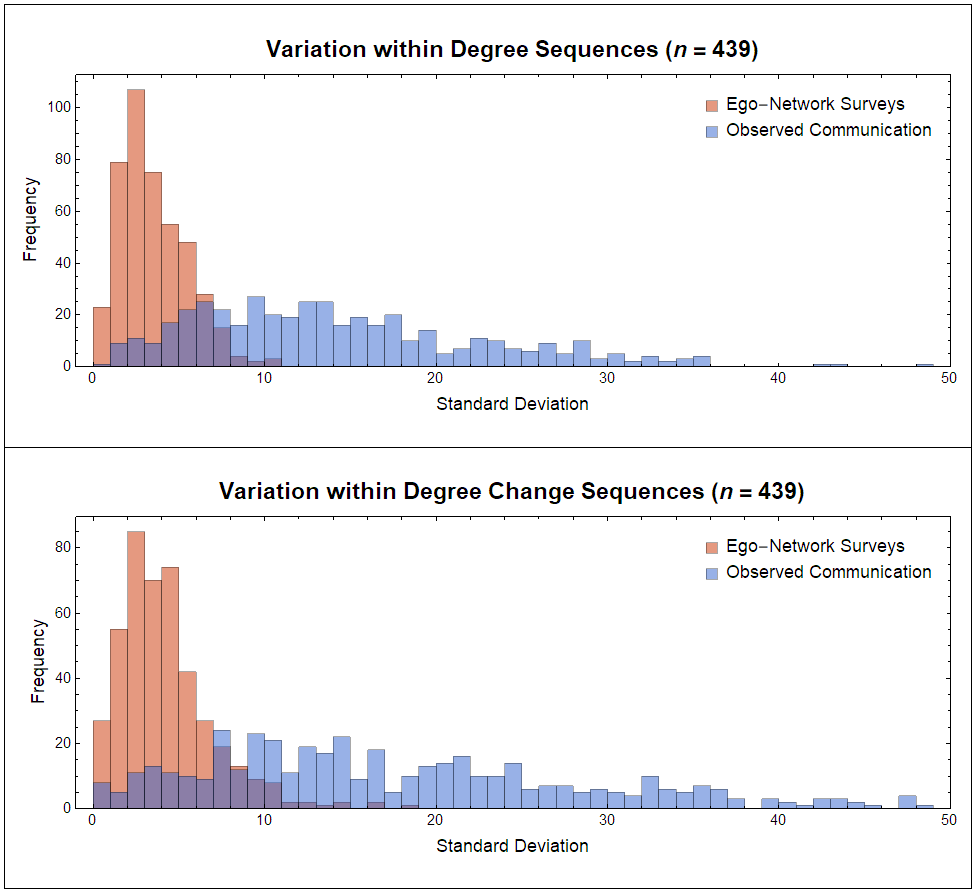 Variation within Degree Sequences (n = 439)
Ego−Network Surveys
Observed Communication
Frequency
100
80
60
40
20
0
0 10 20 30 40 50
Standard Deviation
Variation within Degree Change Sequences (n = 439)
Ego−Network Surveys
Observed Communication
Frequency
80
60
40
20
0
0 10 20 30 40 50
Standard Deviation